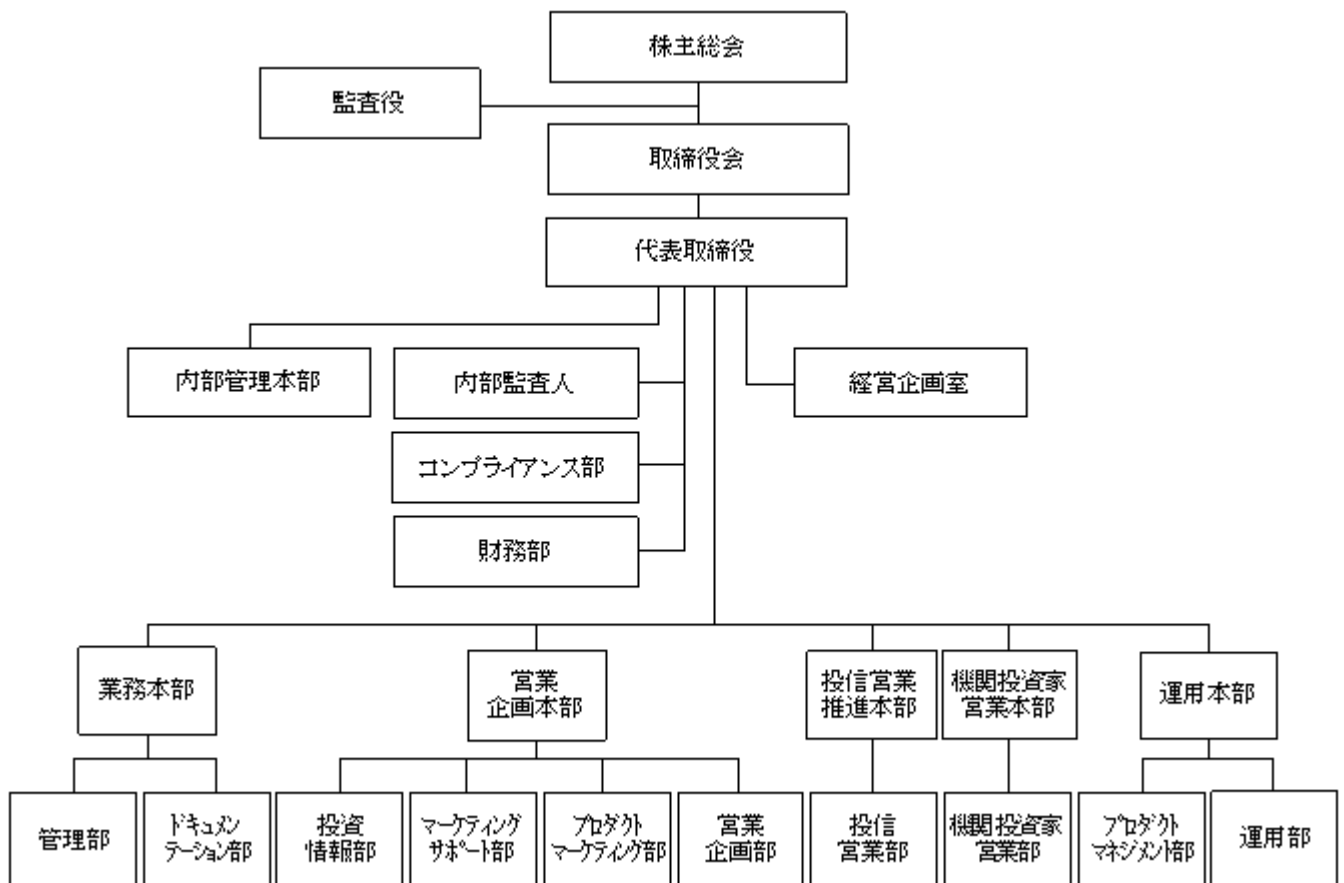 株主総会
監査役
取締役会
代表取締役
内部管理本部
内部監査人
経営企画室
コンプライアンス部
財務部
業務本部
営業
企画本部
投信営業
推進本部
機関投資家
営業本部
運用本部
管理部
ドキュメン
テーション部
投資
情報部
マーケティング
サポート部
プロダクト
マーケティング部
営業
企画部
投信
営業部
機関投資家
営業部
プロダクト
マネジメント部
運用部